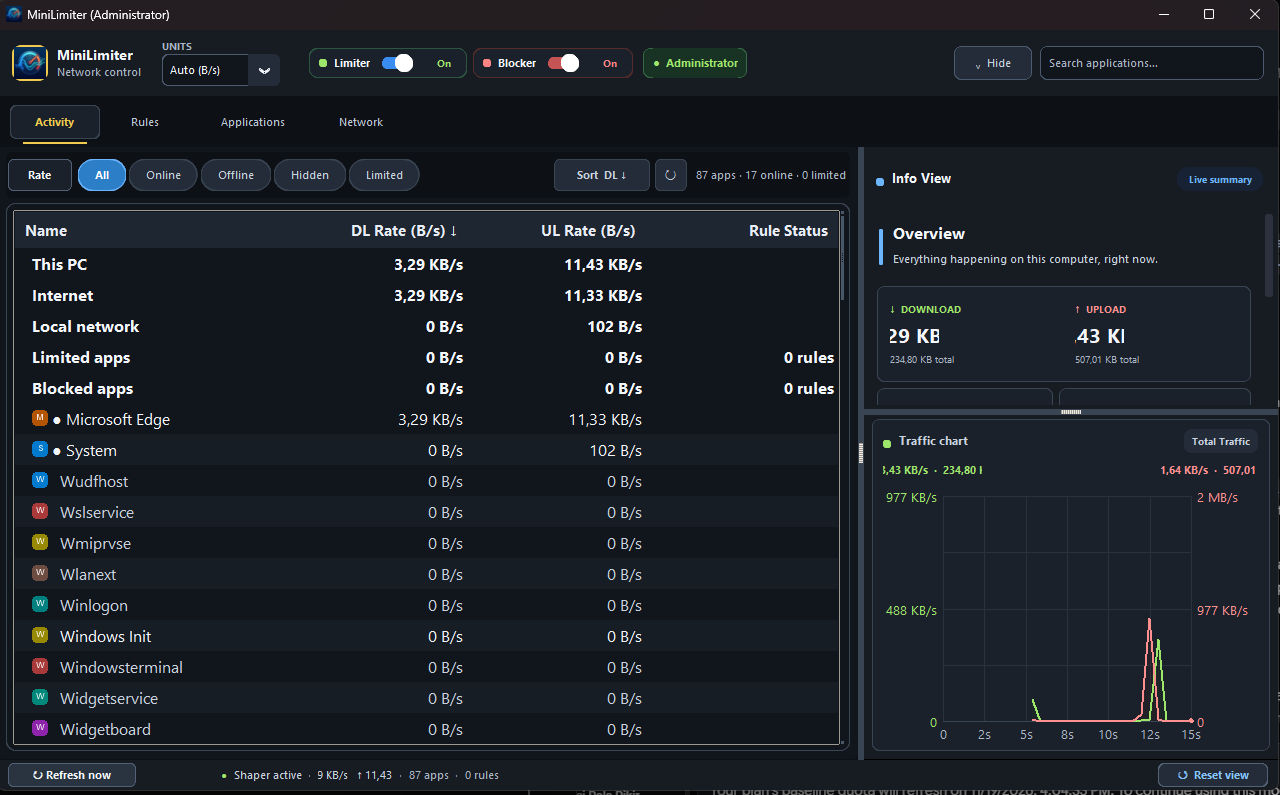 MiniLimiter (Administrator)
MiniLimiter
Network control
UNITS
Auto (B/s)
Limiter On
Blocker On
Administrator
Hide
Search applications...
Activity Rules Applications Network
Rate All Online Offline Hidden Limited Sort DL ↓ 87 apps · 17 online · 0 limited
Name DL Rate (B/s) ↓ UL Rate (B/s) Rule Status
This PC 3,29 KB/s 11,43 KB/s
Internet 3,29 KB/s 11,33 KB/s
Local network 0 B/s 102 B/s
Limited apps 0 B/s 0 B/s 0 rules
Blocked apps 0 B/s 0 B/s 0 rules
M Microsoft Edge 3,29 KB/s 11,33 KB/s
S System 0 B/s 102 B/s
W Wudfhost 0 B/s 0 B/s
W Wslservice 0 B/s 0 B/s
W Wmiprvse 0 B/s 0 B/s
W Wlanext 0 B/s 0 B/s
W Winlogon 0 B/s 0 B/s
W Windows Init 0 B/s 0 B/s
W Windowsterminal 0 B/s 0 B/s
W Widgetservice 0 B/s 0 B/s
W Widgetboard 0 B/s 0 B/s
Info View Live summary
Overview
Everything happening on this computer, right now.
↓ DOWNLOAD ↑ UPLOAD
29 KB ,43 K
234,80 KB total 507,01 KB total
Traffic chart Total Traffic
,43 KB/s · 234,80 1,64 KB/s · 507,01
977 KB/s 2 MB/s
488 KB/s 977 KB/s
0 0
0 2s 5s 8s 10s 12s 15s
Refresh now Shaper active · 9 KB/s ↑ 11,43 · 87 apps · 0 rules Reset view